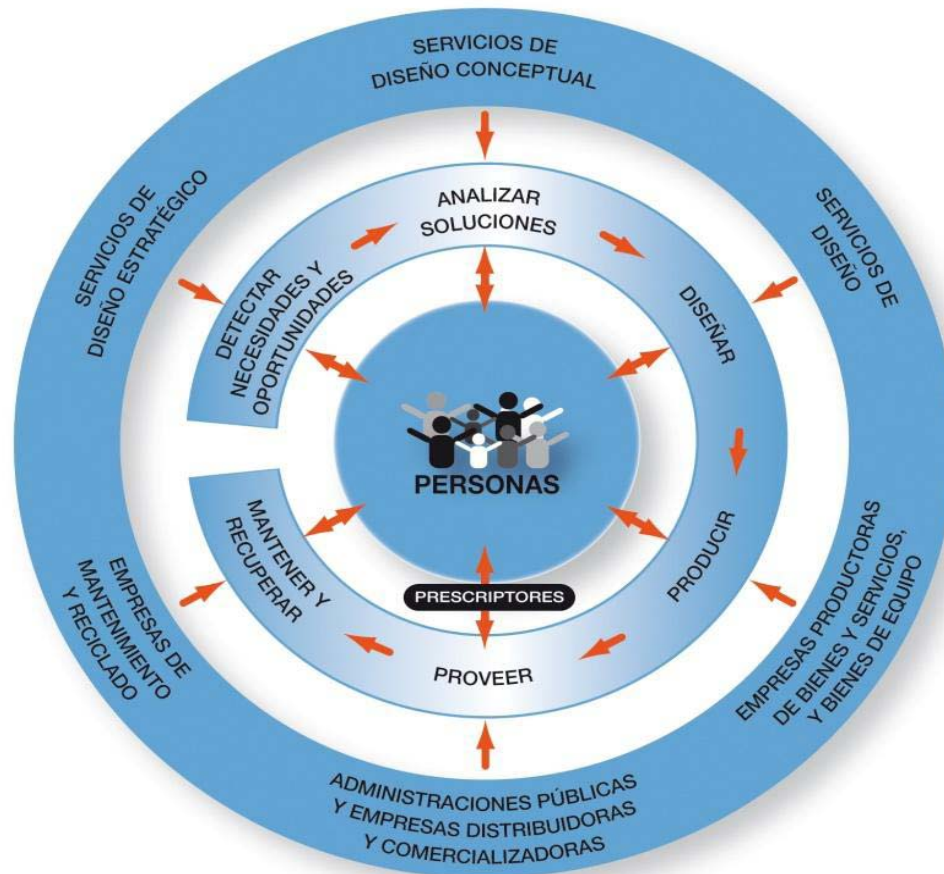 SERVICIOS DE
DISEÑO CONCEPTUAL
SERVICIOS DE
DISEÑO ESTRATÉGICO
SERVICIOS DE
DISEÑO
ANALIZAR
SOLUCIONES
DETECTAR
NECESIDADES Y
OPORTUNIDADES
DISEÑAR
PERSONAS
PRODUCIR
MANTENER Y
RECUPERAR
PRESCRIPTORES
PROVEER
EMPRESAS DE
MANTENIMIENTO
Y RECICLADO
EMPRESAS PRODUCTORAS
DE BIENES Y SERVICIOS,
Y BIENES DE EQUIPO
ADMINISTRACIONES PÚBLICAS
Y EMPRESAS DISTRIBUIDORAS
Y COMERCIALIZADORAS